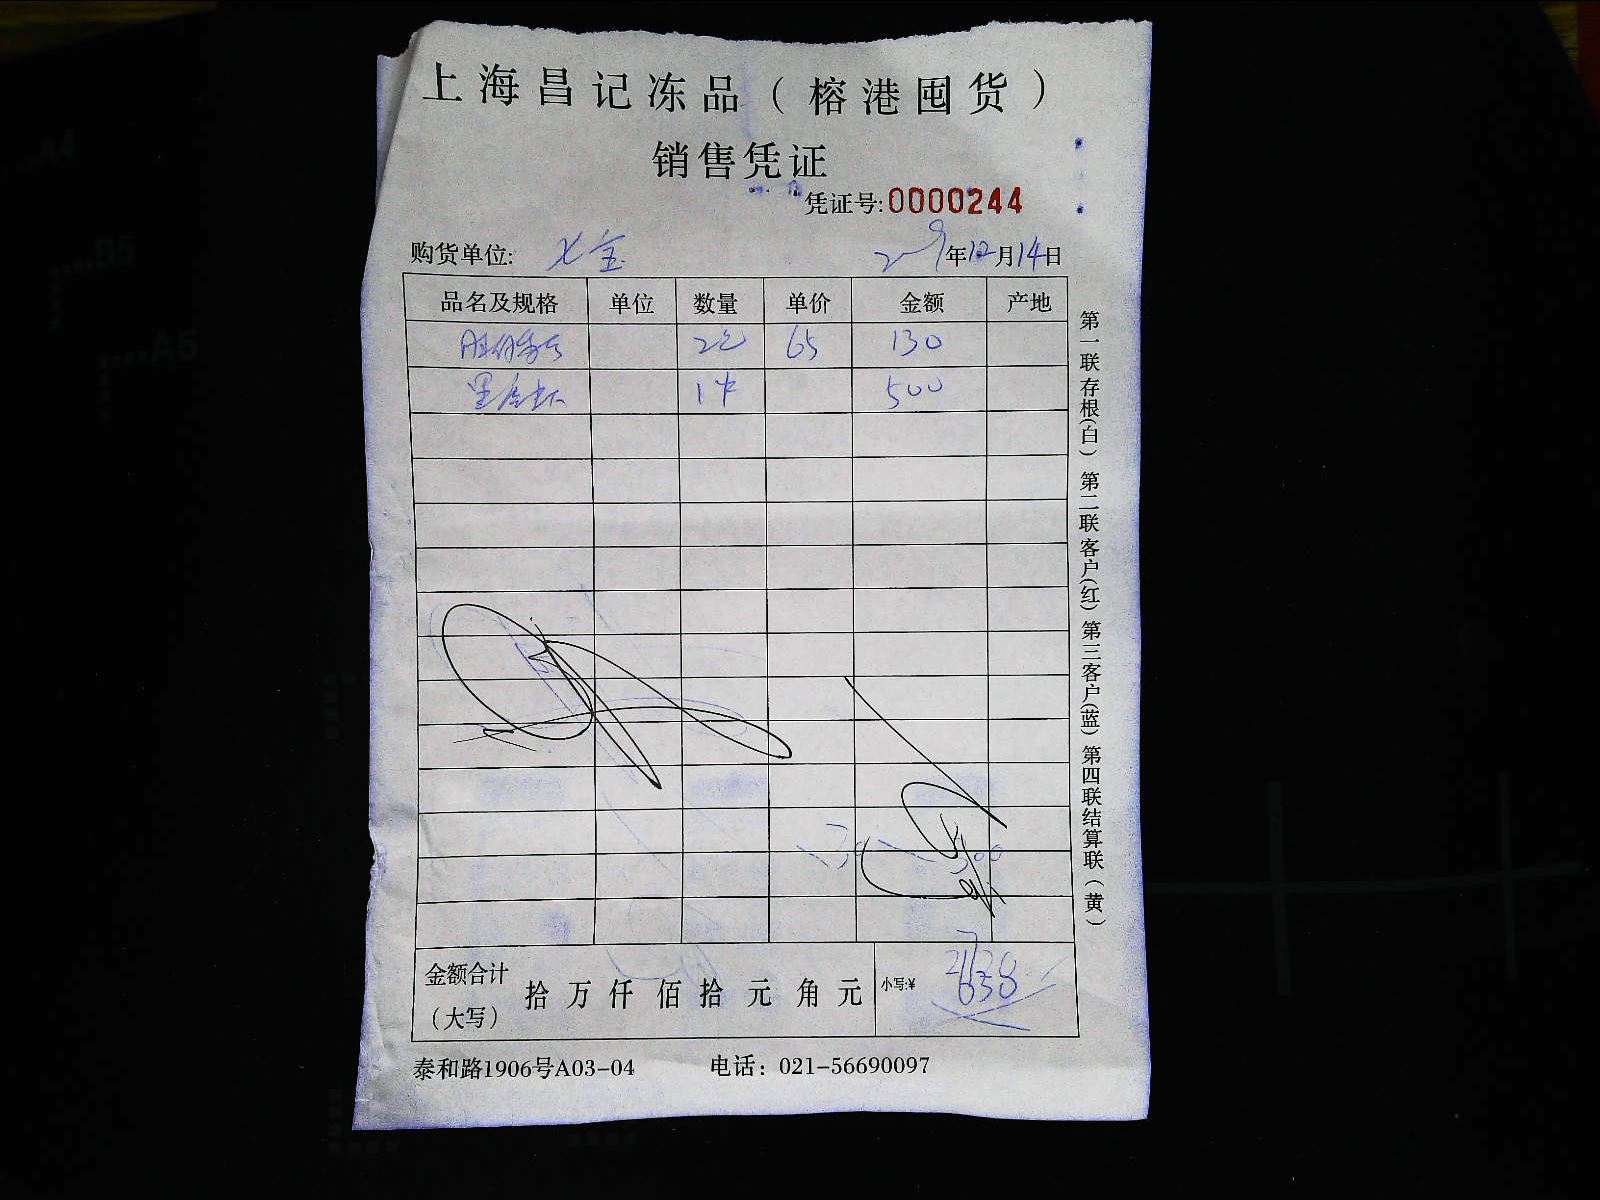 上海昌记冻品（榕港囤货）
销售凭证
凭证号:0000244
购货单位: 年12月14日
品名及规格 单位 数量 单价 金额 产地
65 130
1件 500
第一联存根(白) 第二联客户(红) 第三客户(蓝) 第四联结算联(黄)
金额合计（大写） 拾 万 仟 佰 拾 元 角 元 小写:¥ 630
泰和路1906号A03-04 电话：021-56690097